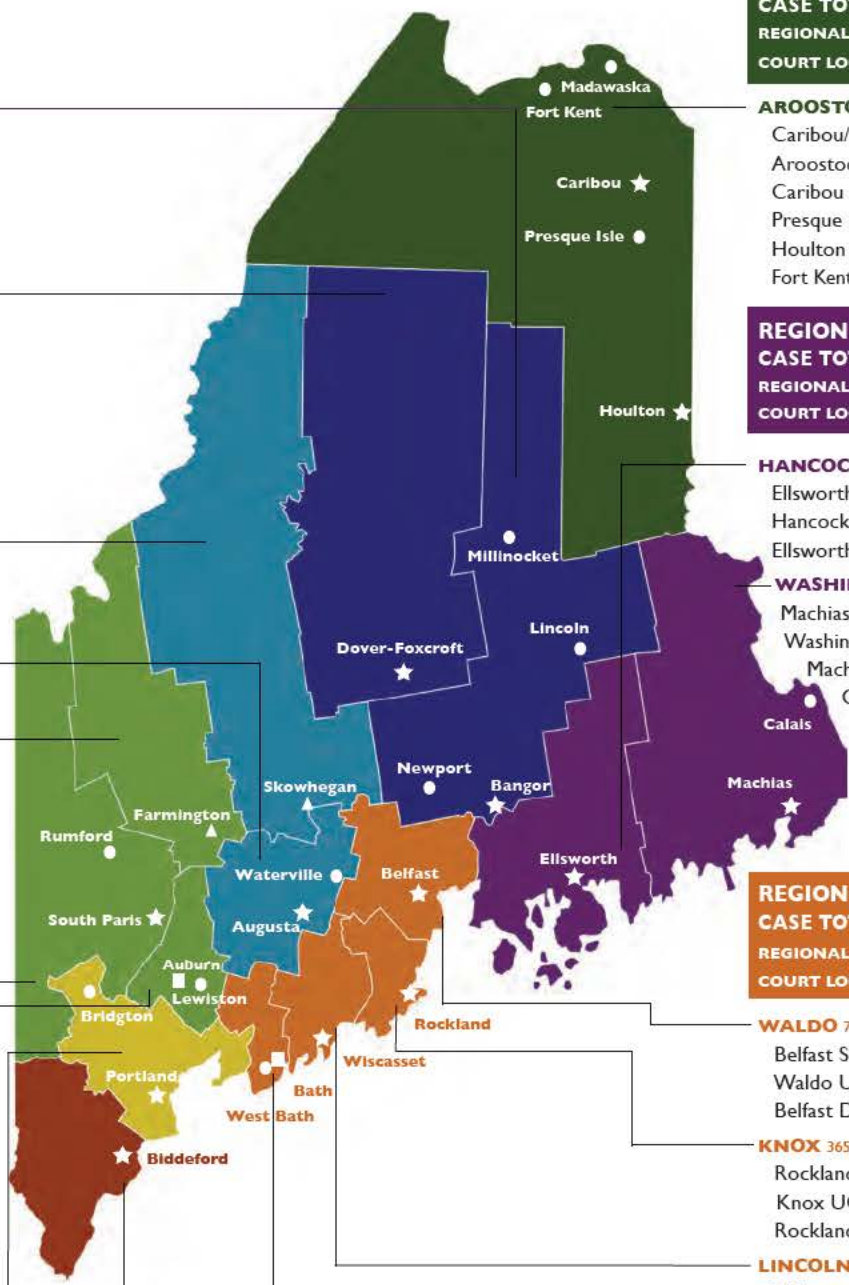 CASE TO
REGIONAL
COURT LO
Madawaska
Fort Kent
Caribou
Presque Isle
Houlton
Millinocket
Lincoln
Dover-Foxcroft
Newport
Bangor
Calais
Machias
Ellsworth
Skowhegan
Farmington
Rumford
Waterville
Belfast
South Paris
Augusta
Auburn
Lewiston
Bridgton
Rockland
Wiscasset
Portland
Bath
West Bath
Biddeford
AROOSTO
Caribou/
Aroosto
Caribou
Presque
Houlton
Fort Kent
REGION
CASE TO
REGIONAL
COURT LO
HANCOC
Ellsworth
Hancock
Ellsworth
WASHI
Machias
Washin
Mach
REGION
CASE TO
REGIONAL
COURT LO
WALDO 7
Belfast S
Waldo U
Belfast D
KNOX 365
Rockland
Knox U
Rockland
LINCOLN